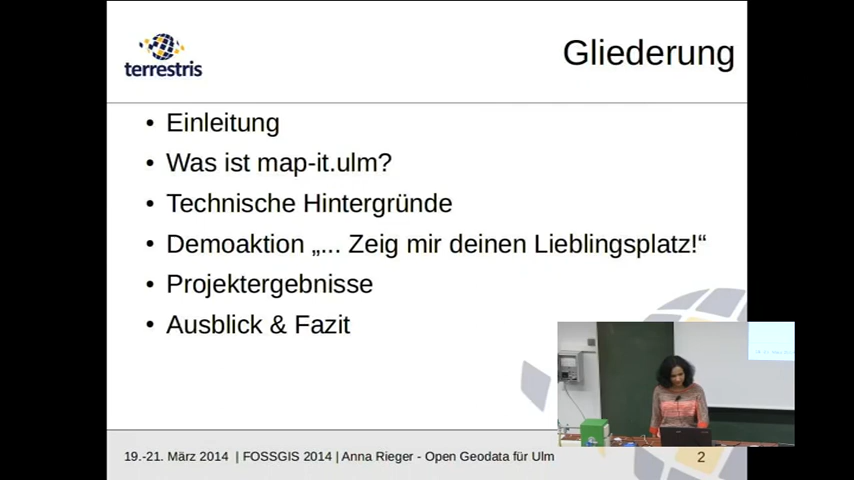 terrestris
Gliederung
• Einleitung
• Was ist map-it.ulm?
• Technische Hintergründe
• Demoaktion „... Zeig mir deinen Lieblingsplatz!“
• Projektergebnisse
• Ausblick & Fazit
19.-21. März 2014 | FOSSGIS 2014 | Anna Rieger - Open Geodata für Ulm
2